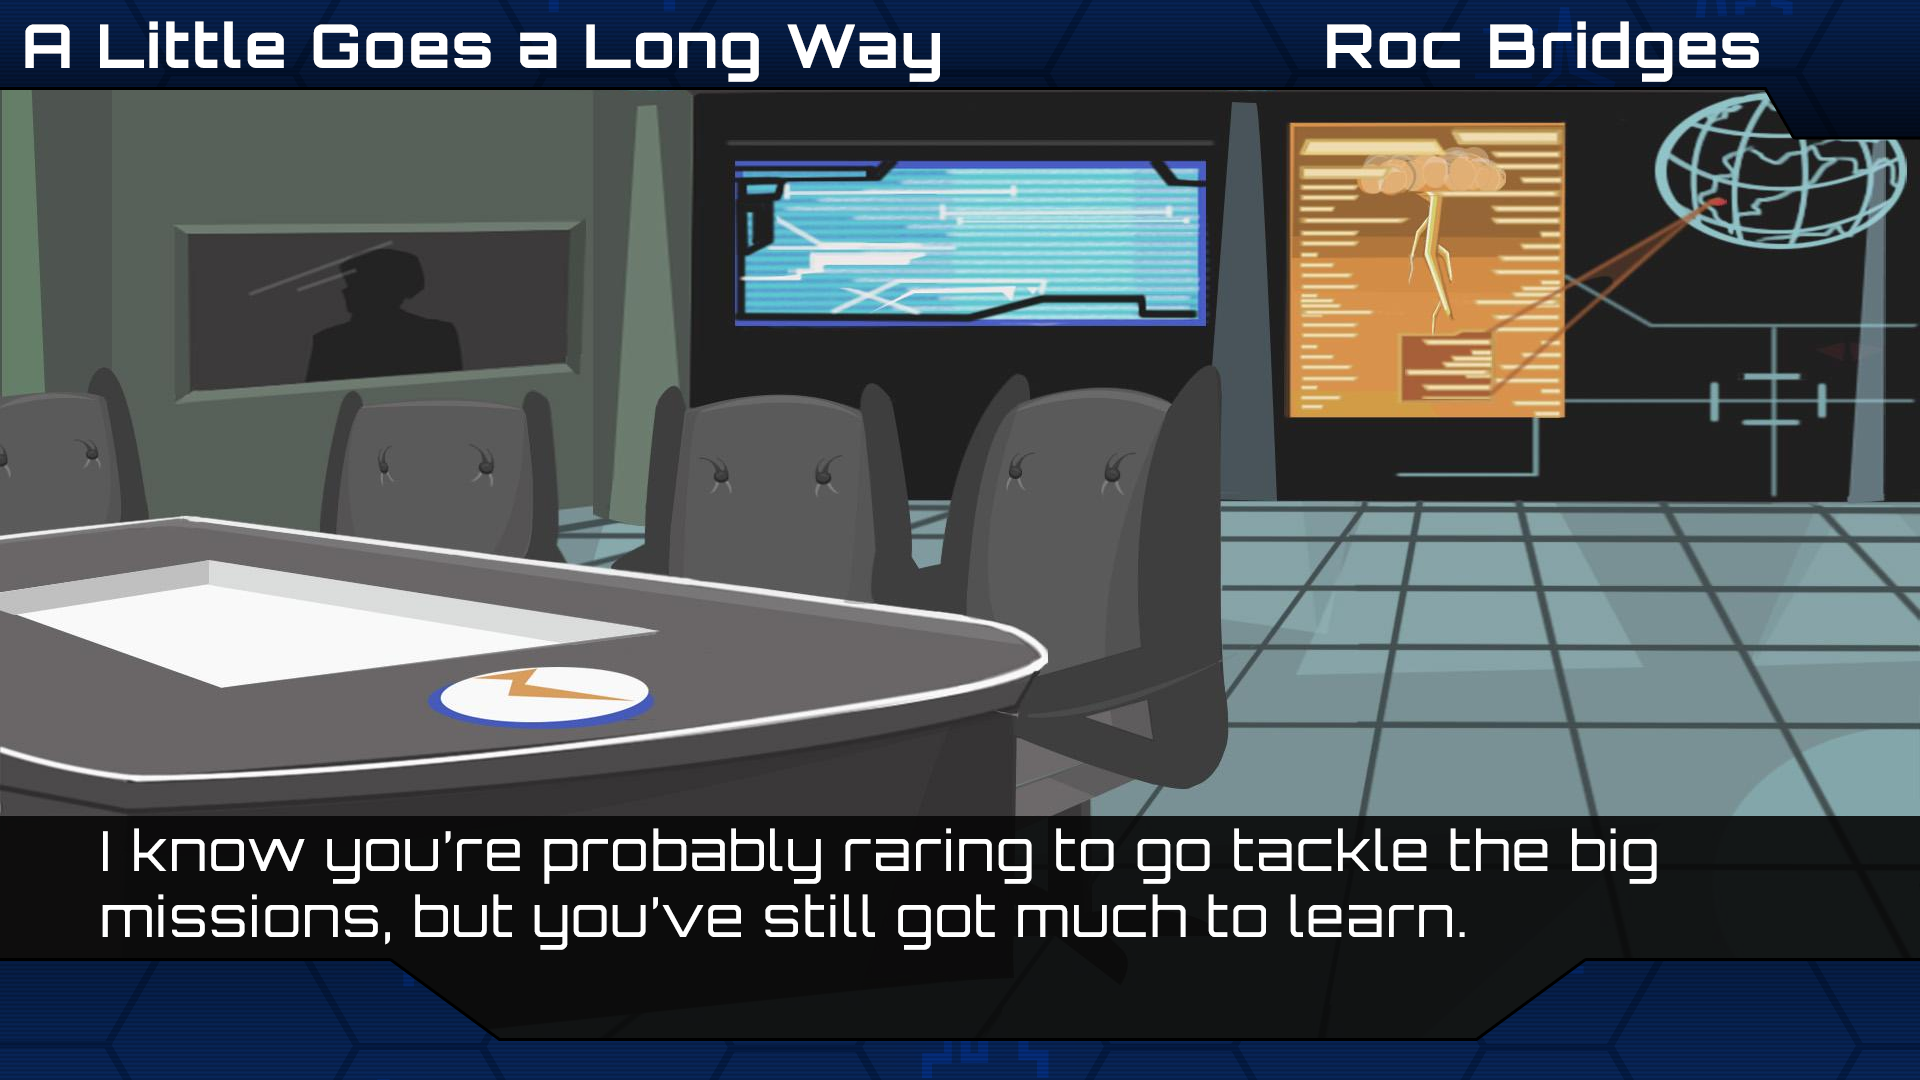 A Little Goes a Long Way
Roc Bridges
I know you're probably raring to go tackle the big
missions, but you've still got much to learn.